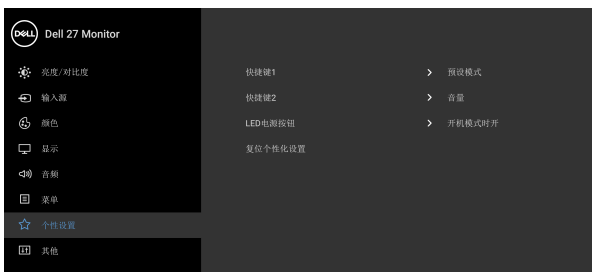 DELL Dell 27 Monitor
亮度/对比度
输入源
颜色
显示
音频
菜单
个性设置
其他
快捷键1 预设模式
快捷键2 音量
LED电源按钮 开机模式时开
复位个性化设置